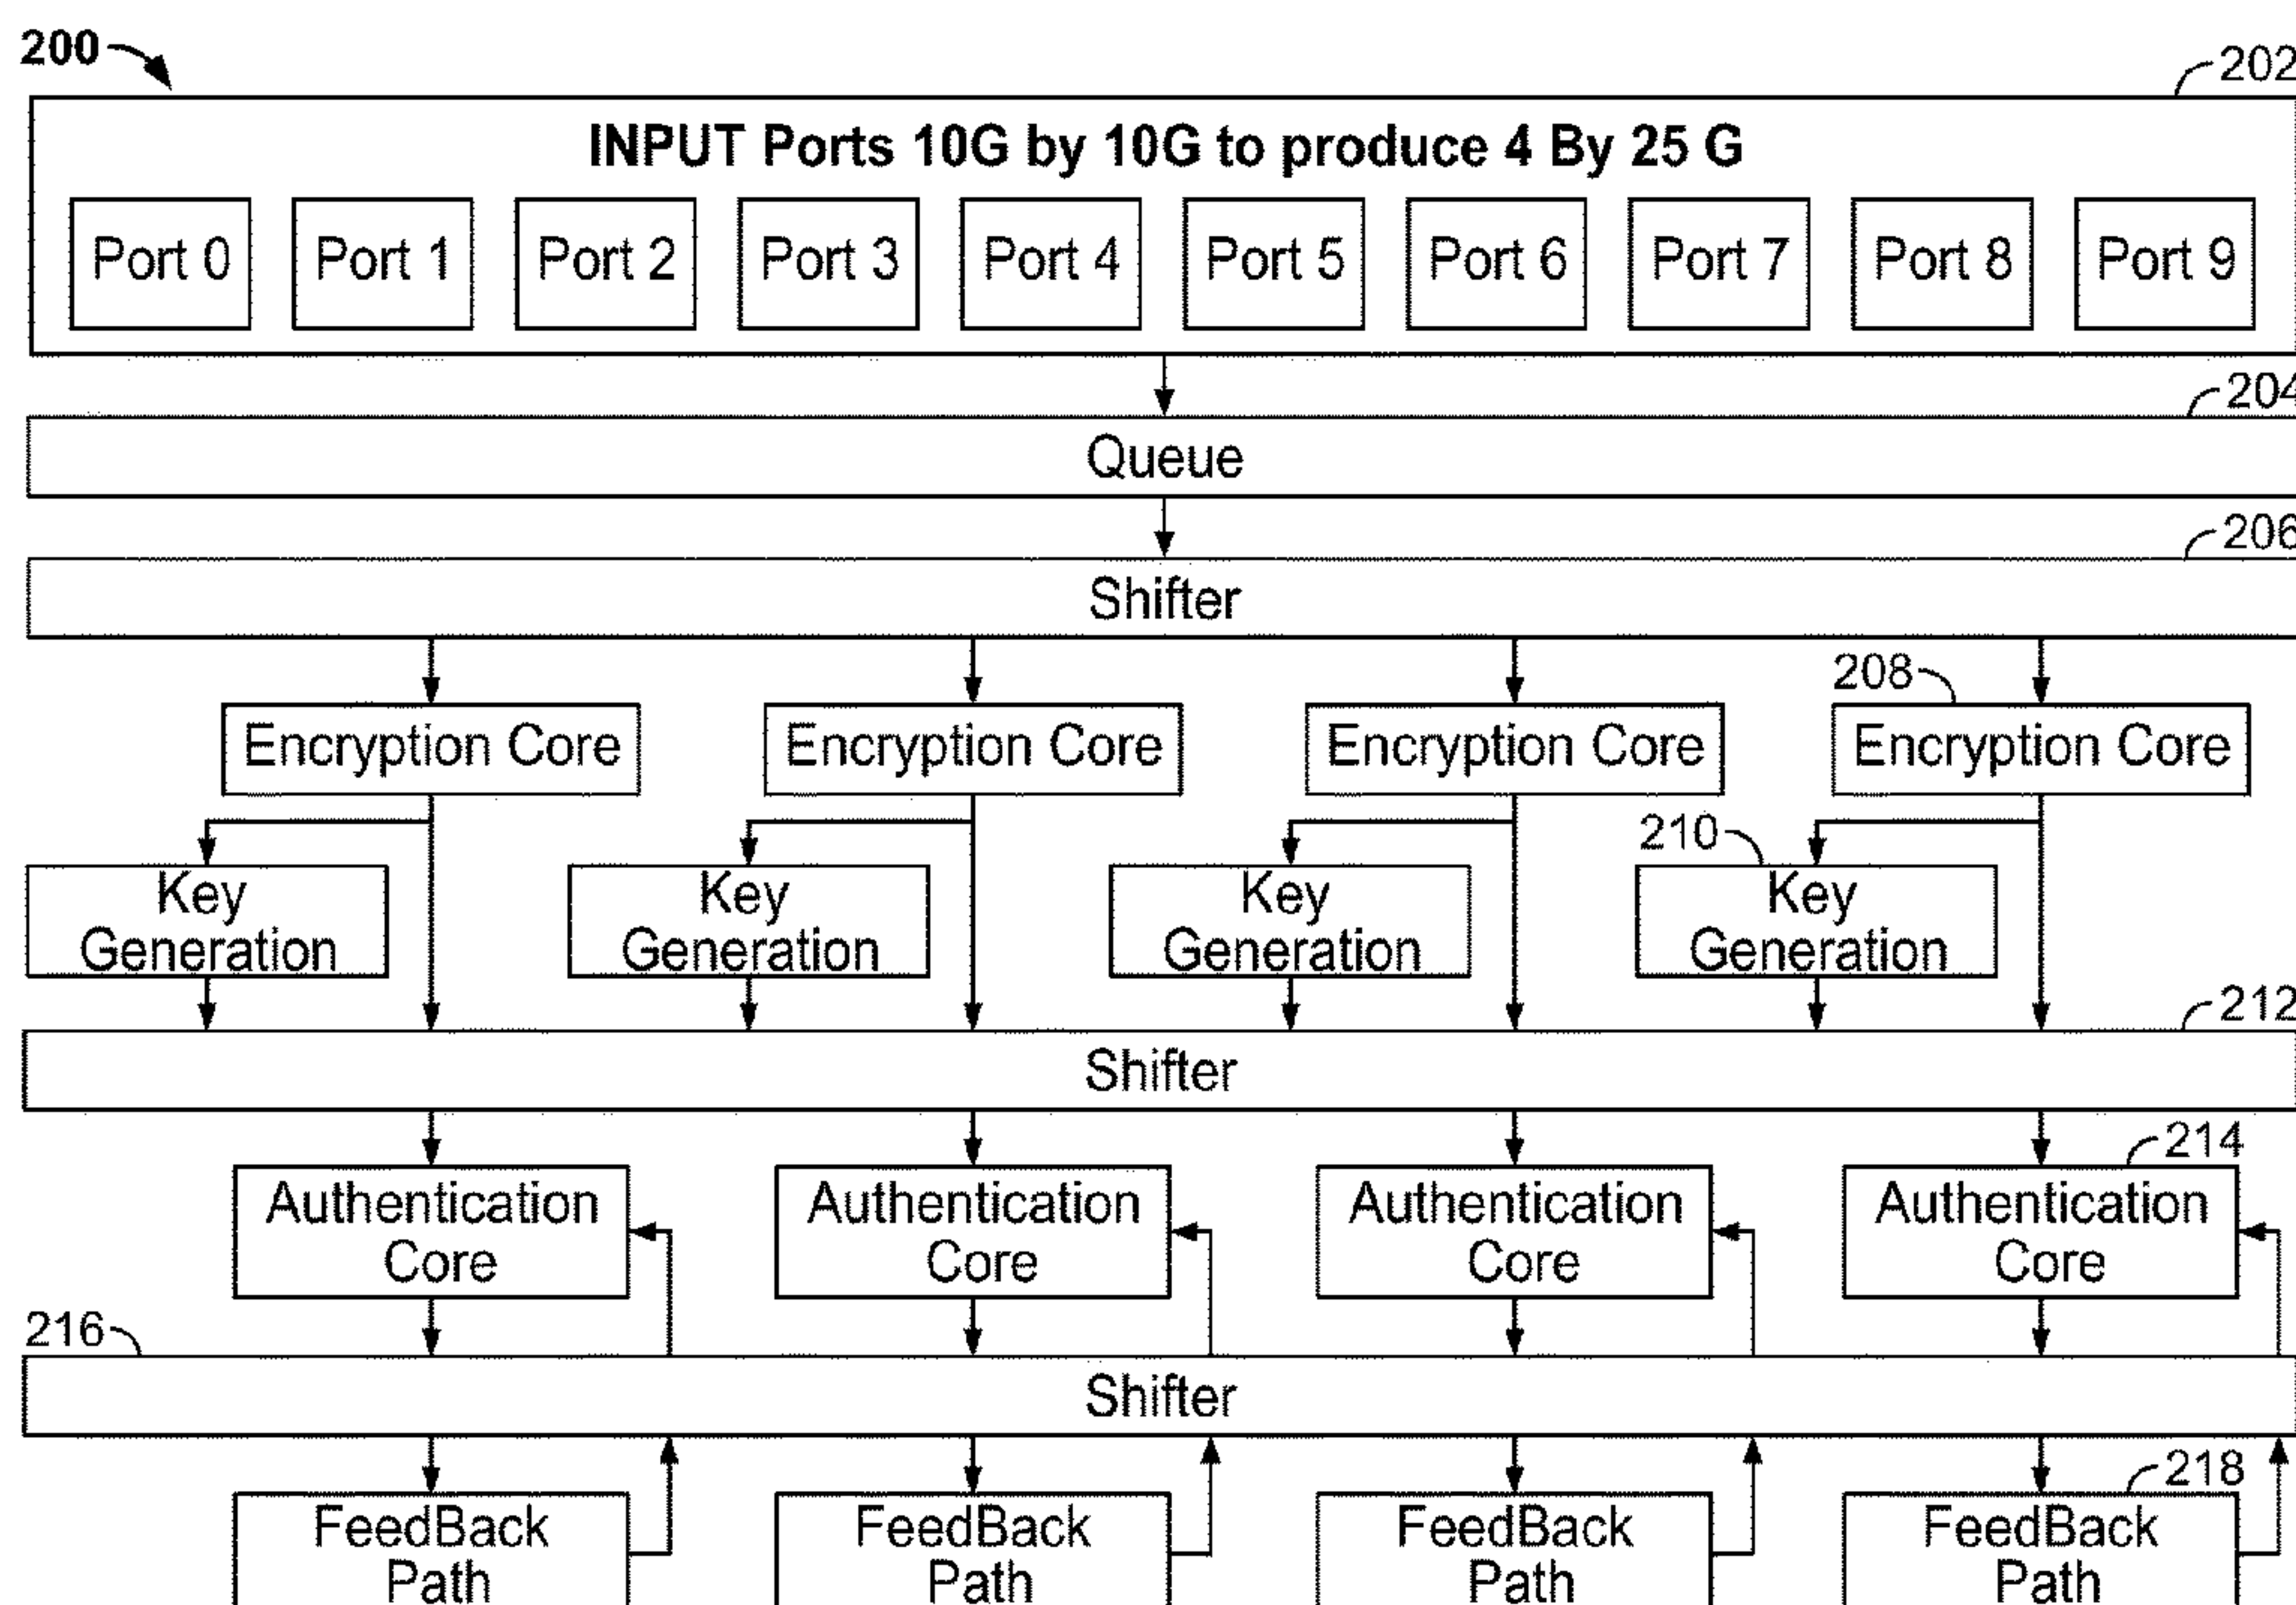 200
202
INPUT Ports 10G by 10G to produce 4 By 25 G
Port 0 Port 1 Port 2 Port 3 Port 4 Port 5 Port 6 Port 7 Port 8 Port 9
204
Queue
206
Shifter
208
Encryption Core Encryption Core Encryption Core Encryption Core
210
Key Key Key Key
Generation Generation Generation Generation
212
Shifter
214
Authentication Authentication Authentication Authentication
Core Core Core Core
216
Shifter
218
FeedBack FeedBack FeedBack FeedBack
Path Path Path Path